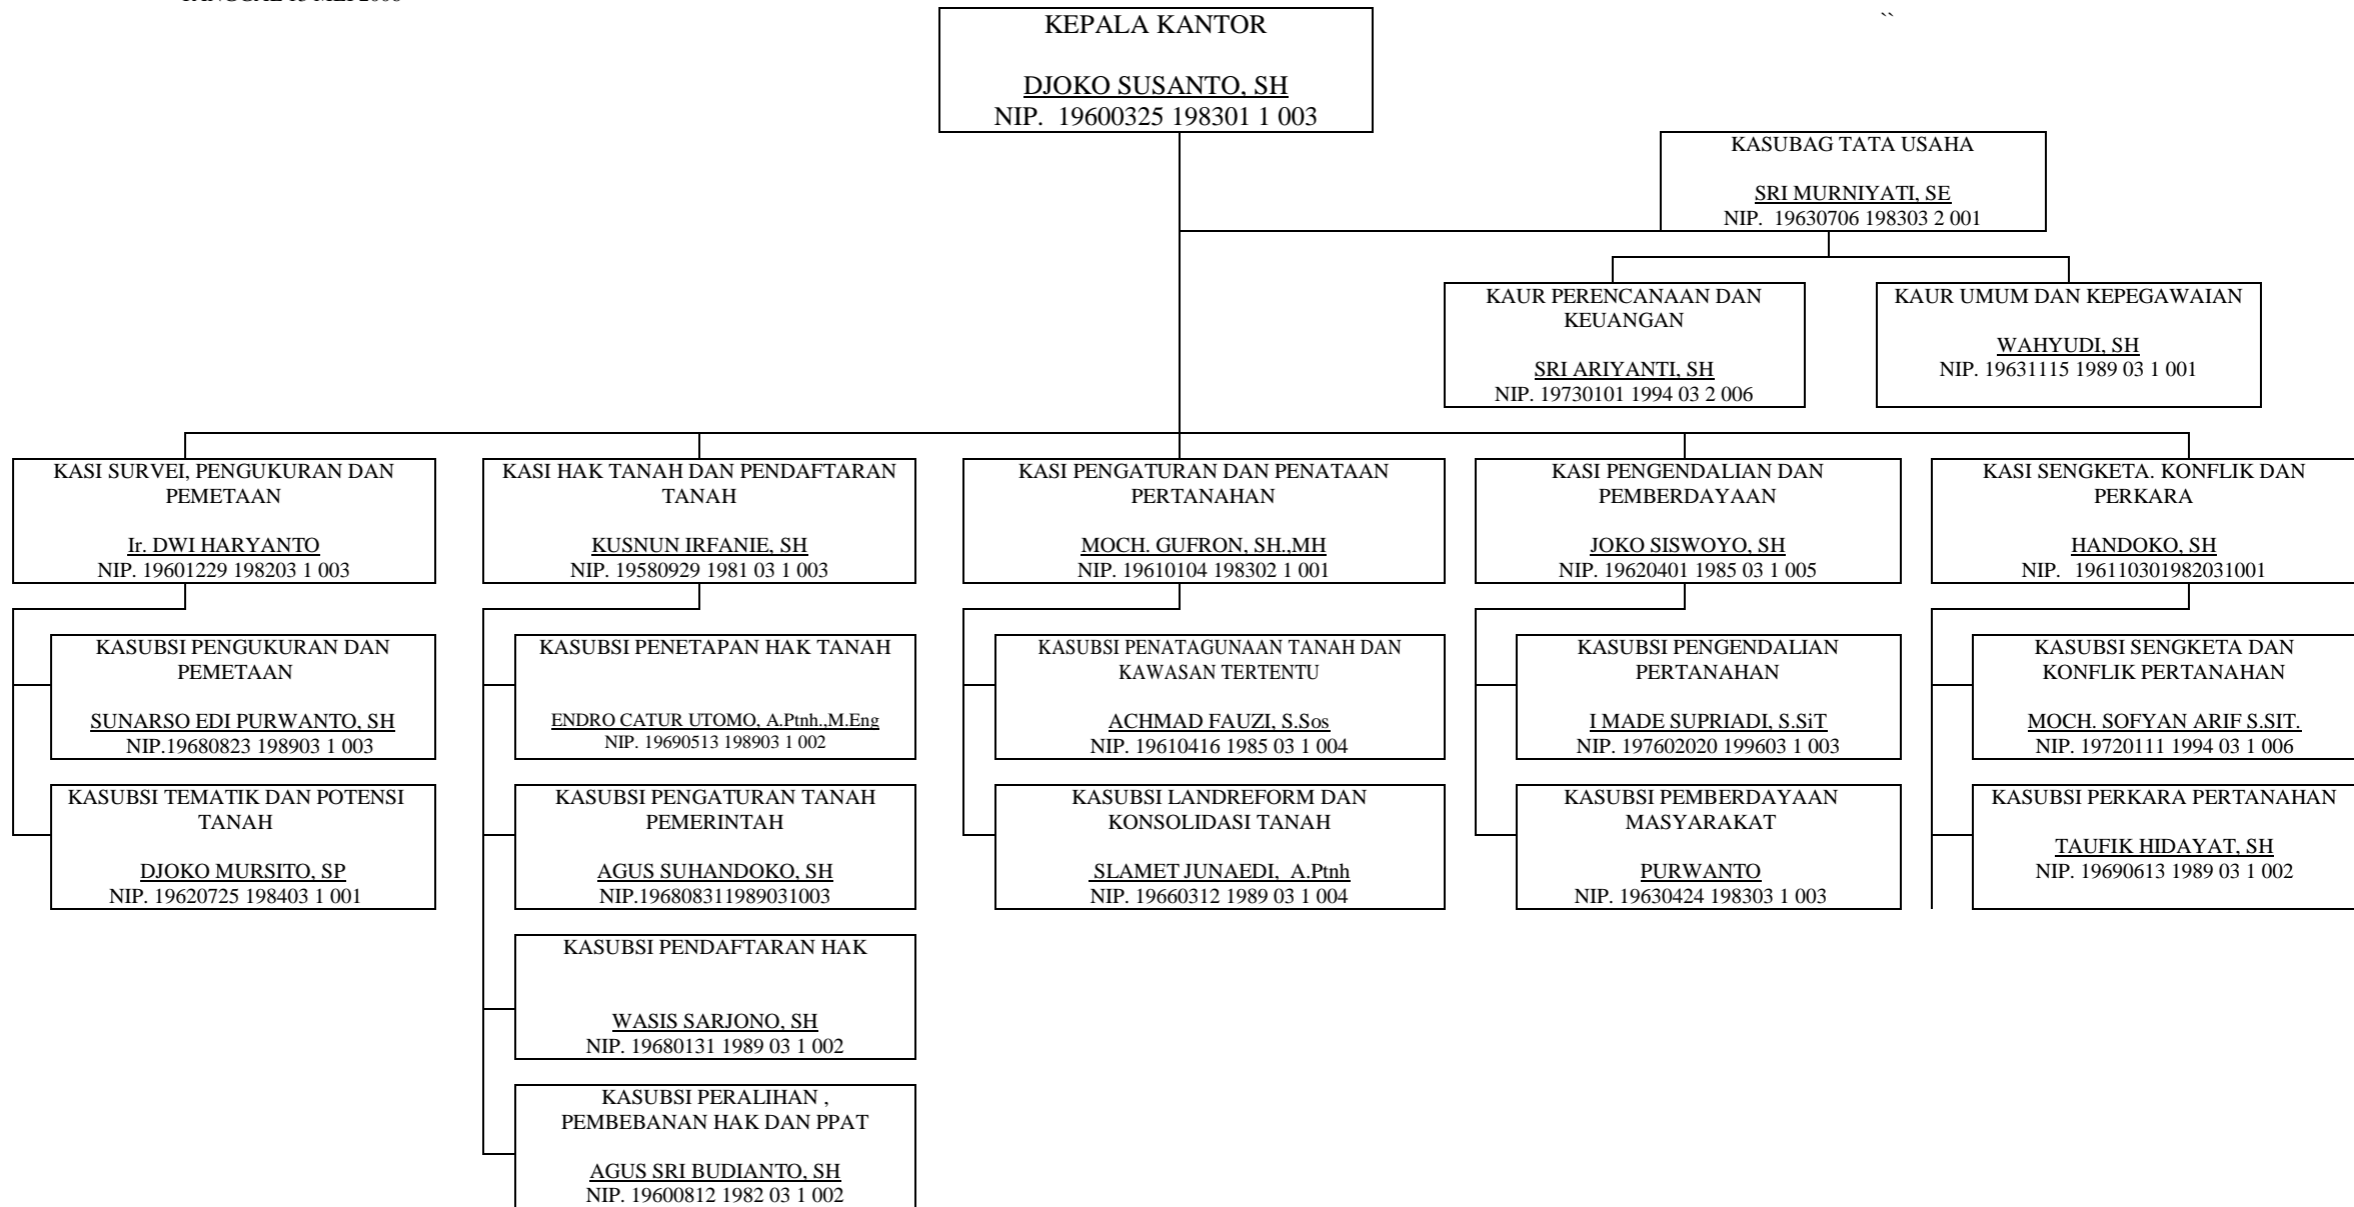 KEPALA KANTOR
DJOKO SUSANTO, SH
NIP. 19600325 198301 1 003
``
KASUBAG TATA USAHA
SRI MURNIYATI, SE
NIP. 19630706 198303 2 001
KAUR PERENCANAAN DAN
KEUANGAN
SRI ARIYANTI, SH
NIP. 19730101 1994 03 2 006
KAUR UMUM DAN KEPEGAWAIAN
WAHYUDI, SH
NIP. 19631115 1989 03 1 001
KASI SURVEI, PENGUKURAN DAN
PEMETAAN
Ir. DWI HARYANTO
NIP. 19601229 198203 1 003
KASI HAK TANAH DAN PENDAFTARAN
TANAH
KUSNUN IRFANIE, SH
NIP. 19580929 1981 03 1 003
KASI PENGATURAN DAN PENATAAN
PERTANAHAN
MOCH. GUFRON, SH.,MH
NIP. 19610104 198302 1 001
KASI PENGENDALIAN DAN
PEMBERDAYAAN
JOKO SISWOYO, SH
NIP. 19620401 1985 03 1 005
KASI SENGKETA. KONFLIK DAN
PERKARA
HANDOKO, SH
NIP. 196110301982031001
KASUBSI PENGUKURAN DAN
PEMETAAN
SUNARSO EDI PURWANTO, SH
NIP.19680823 198903 1 003
KASUBSI TEMATIK DAN POTENSI
TANAH
DJOKO MURSITO, SP
NIP. 19620725 198403 1 001
KASUBSI PENETAPAN HAK TANAH
ENDRO CATUR UTOMO, A.Ptnh.,M.Eng
NIP. 19690513 198903 1 002
KASUBSI PENGATURAN TANAH
PEMERINTAH
AGUS SUHANDOKO, SH
NIP.196808311989031003
KASUBSI PENDAFTARAN HAK
WASIS SARJONO, SH
NIP. 19680131 1989 03 1 002
KASUBSI PERALIHAN ,
PEMBEBANAN HAK DAN PPAT
AGUS SRI BUDIANTO, SH
NIP. 19600812 1982 03 1 002
KASUBSI PENATAGUNAAN TANAH DAN
KAWASAN TERTENTU
ACHMAD FAUZI, S.Sos
NIP. 19610416 1985 03 1 004
KASUBSI LANDREFORM DAN
KONSOLIDASI TANAH
SLAMET JUNAEDI, A.Ptnh
NIP. 19660312 1989 03 1 004
KASUBSI PENGENDALIAN
PERTANAHAN
I MADE SUPRIADI, S.SiT
NIP. 197602020 199603 1 003
KASUBSI PEMBERDAYAAN
MASYARAKAT
PURWANTO
NIP. 19630424 198303 1 003
KASUBSI SENGKETA DAN
KONFLIK PERTANAHAN
MOCH. SOFYAN ARIF S.SIT.
NIP. 19720111 1994 03 1 006
KASUBSI PERKARA PERTANAHAN
TAUFIK HIDAYAT, SH
NIP. 19690613 1989 03 1 002